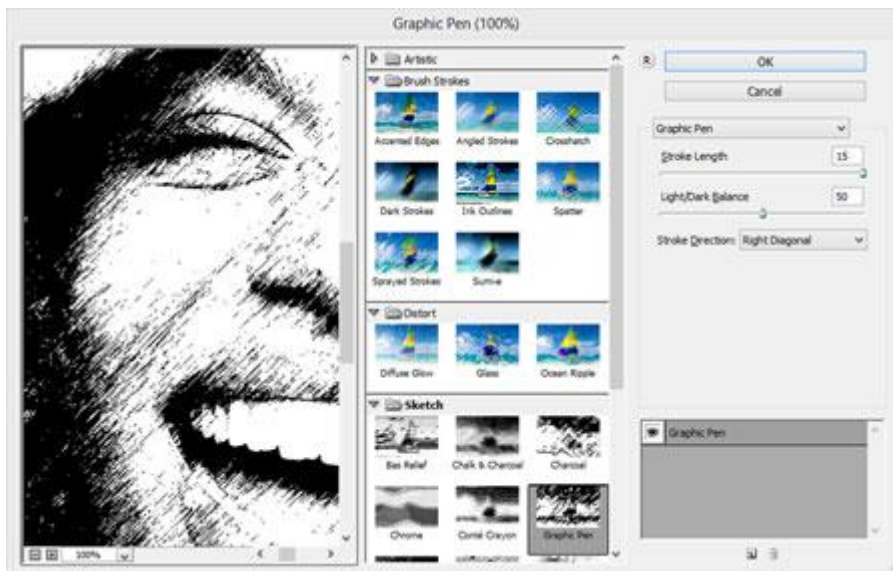 Graphic Pen (100%)
Artistic
Brush Strokes
Accented Edges Angled Strokes Crosshatch
Dark Strokes Ink Outlines Spatter
Sprayed Strokes Sumi-e
Distort
Diffuse Glow Glass Ocean Ripple
Sketch
Bas Relief Chalk & Charcoal Charcoal
Chrome Conté Crayon Graphic Pen
100%
OK
Cancel
Graphic Pen
Stroke Length 15
Light/Dark Balance 50
Stroke Direction: Right Diagonal
Graphic Pen